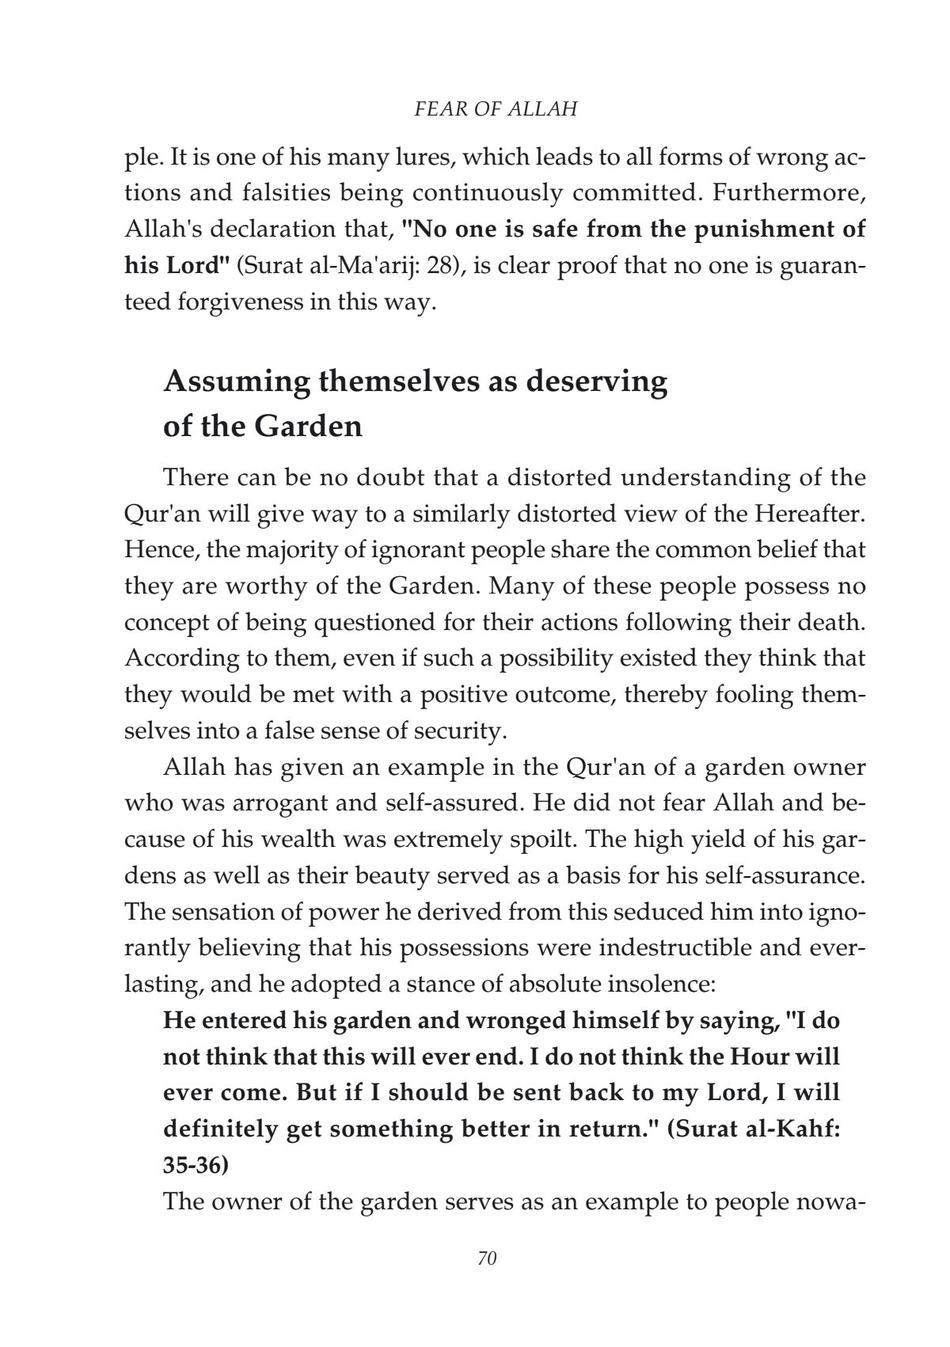 FEAR OF ALLAH
ple. It is one of his many lures, which leads to all forms of wrong ac-
tions and falsities being continuously committed. Furthermore,
Allah's declaration that, "No one is safe from the punishment of
his Lord" (Surat al-Ma'arij: 28), is clear proof that no one is guaran-
teed forgiveness in this way.
Assuming themselves as deserving
of the Garden
There can be no doubt that a distorted understanding of the
Qur'an will give way to a similarly distorted view of the Hereafter.
Hence, the majority of ignorant people share the common belief that
they are worthy of the Garden. Many of these people possess no
concept of being questioned for their actions following their death.
According to them, even if such a possibility existed they think that
they would be met with a positive outcome, thereby fooling them-
selves into a false sense of security.
Allah has given an example in the Qur'an of a garden owner
who was arrogant and self-assured. He did not fear Allah and be-
cause of his wealth was extremely spoilt. The high yield of his gar-
dens as well as their beauty served as a basis for his self-assurance.
The sensation of power he derived from this seduced him into igno-
rantly believing that his possessions were indestructible and ever-
lasting, and he adopted a stance of absolute insolence:
He entered his garden and wronged himself by saying, "I do
not think that this will ever end. I do not think the Hour will
ever come. But if I should be sent back to my Lord, I will
definitely get something better in return." (Surat al-Kahf:
35-36)
The owner of the garden serves as an example to people nowa-
70